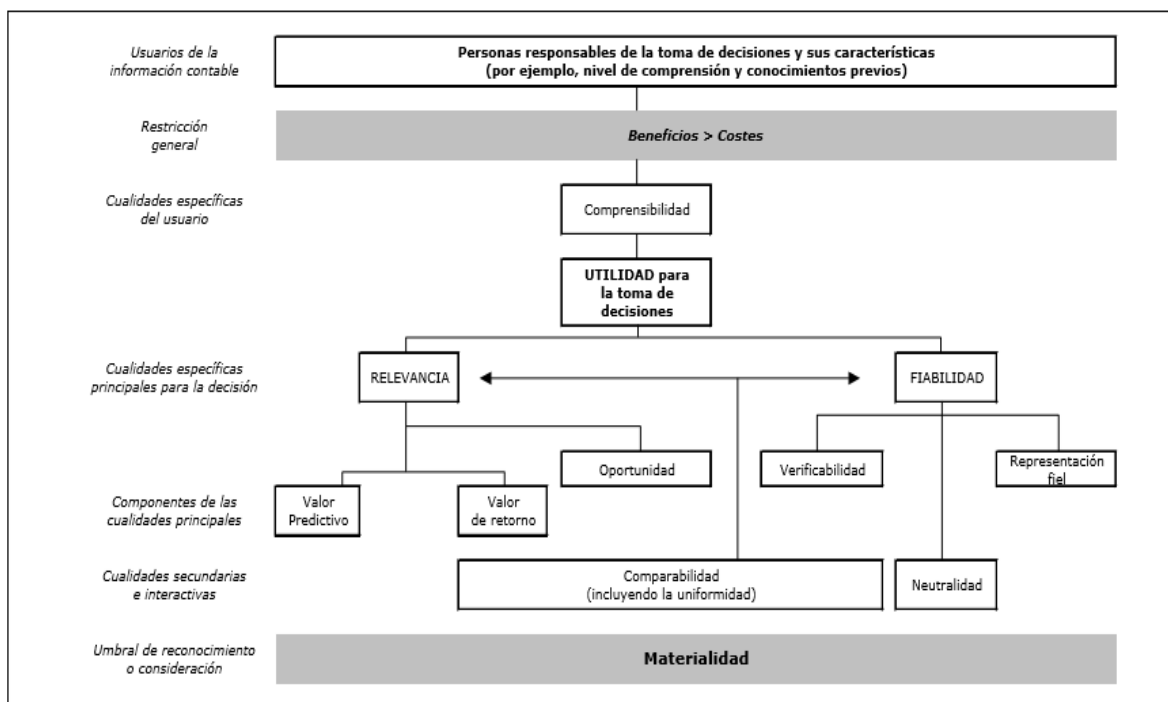 Usuarios de la
información contable
Personas responsables de la toma de decisiones y sus características
(por ejemplo, nivel de comprensión y conocimientos previos)
Restricción
general
Beneficios > Costes
Cualidades específicas
del usuario
Comprensibilidad
UTILIDAD para
la toma de
decisiones
Cualidades específicas
principales para la decisión
RELEVANCIA
FIABILIDAD
Oportunidad
Verificabilidad
Representación
fiel
Componentes de las
cualidades principales
Valor
Predictivo
Valor
de retorno
Cualidades secundarias
e interactivas
Comparabilidad
(incluyendo la uniformidad)
Neutralidad
Umbral de reconocimiento
o consideración
Materialidad